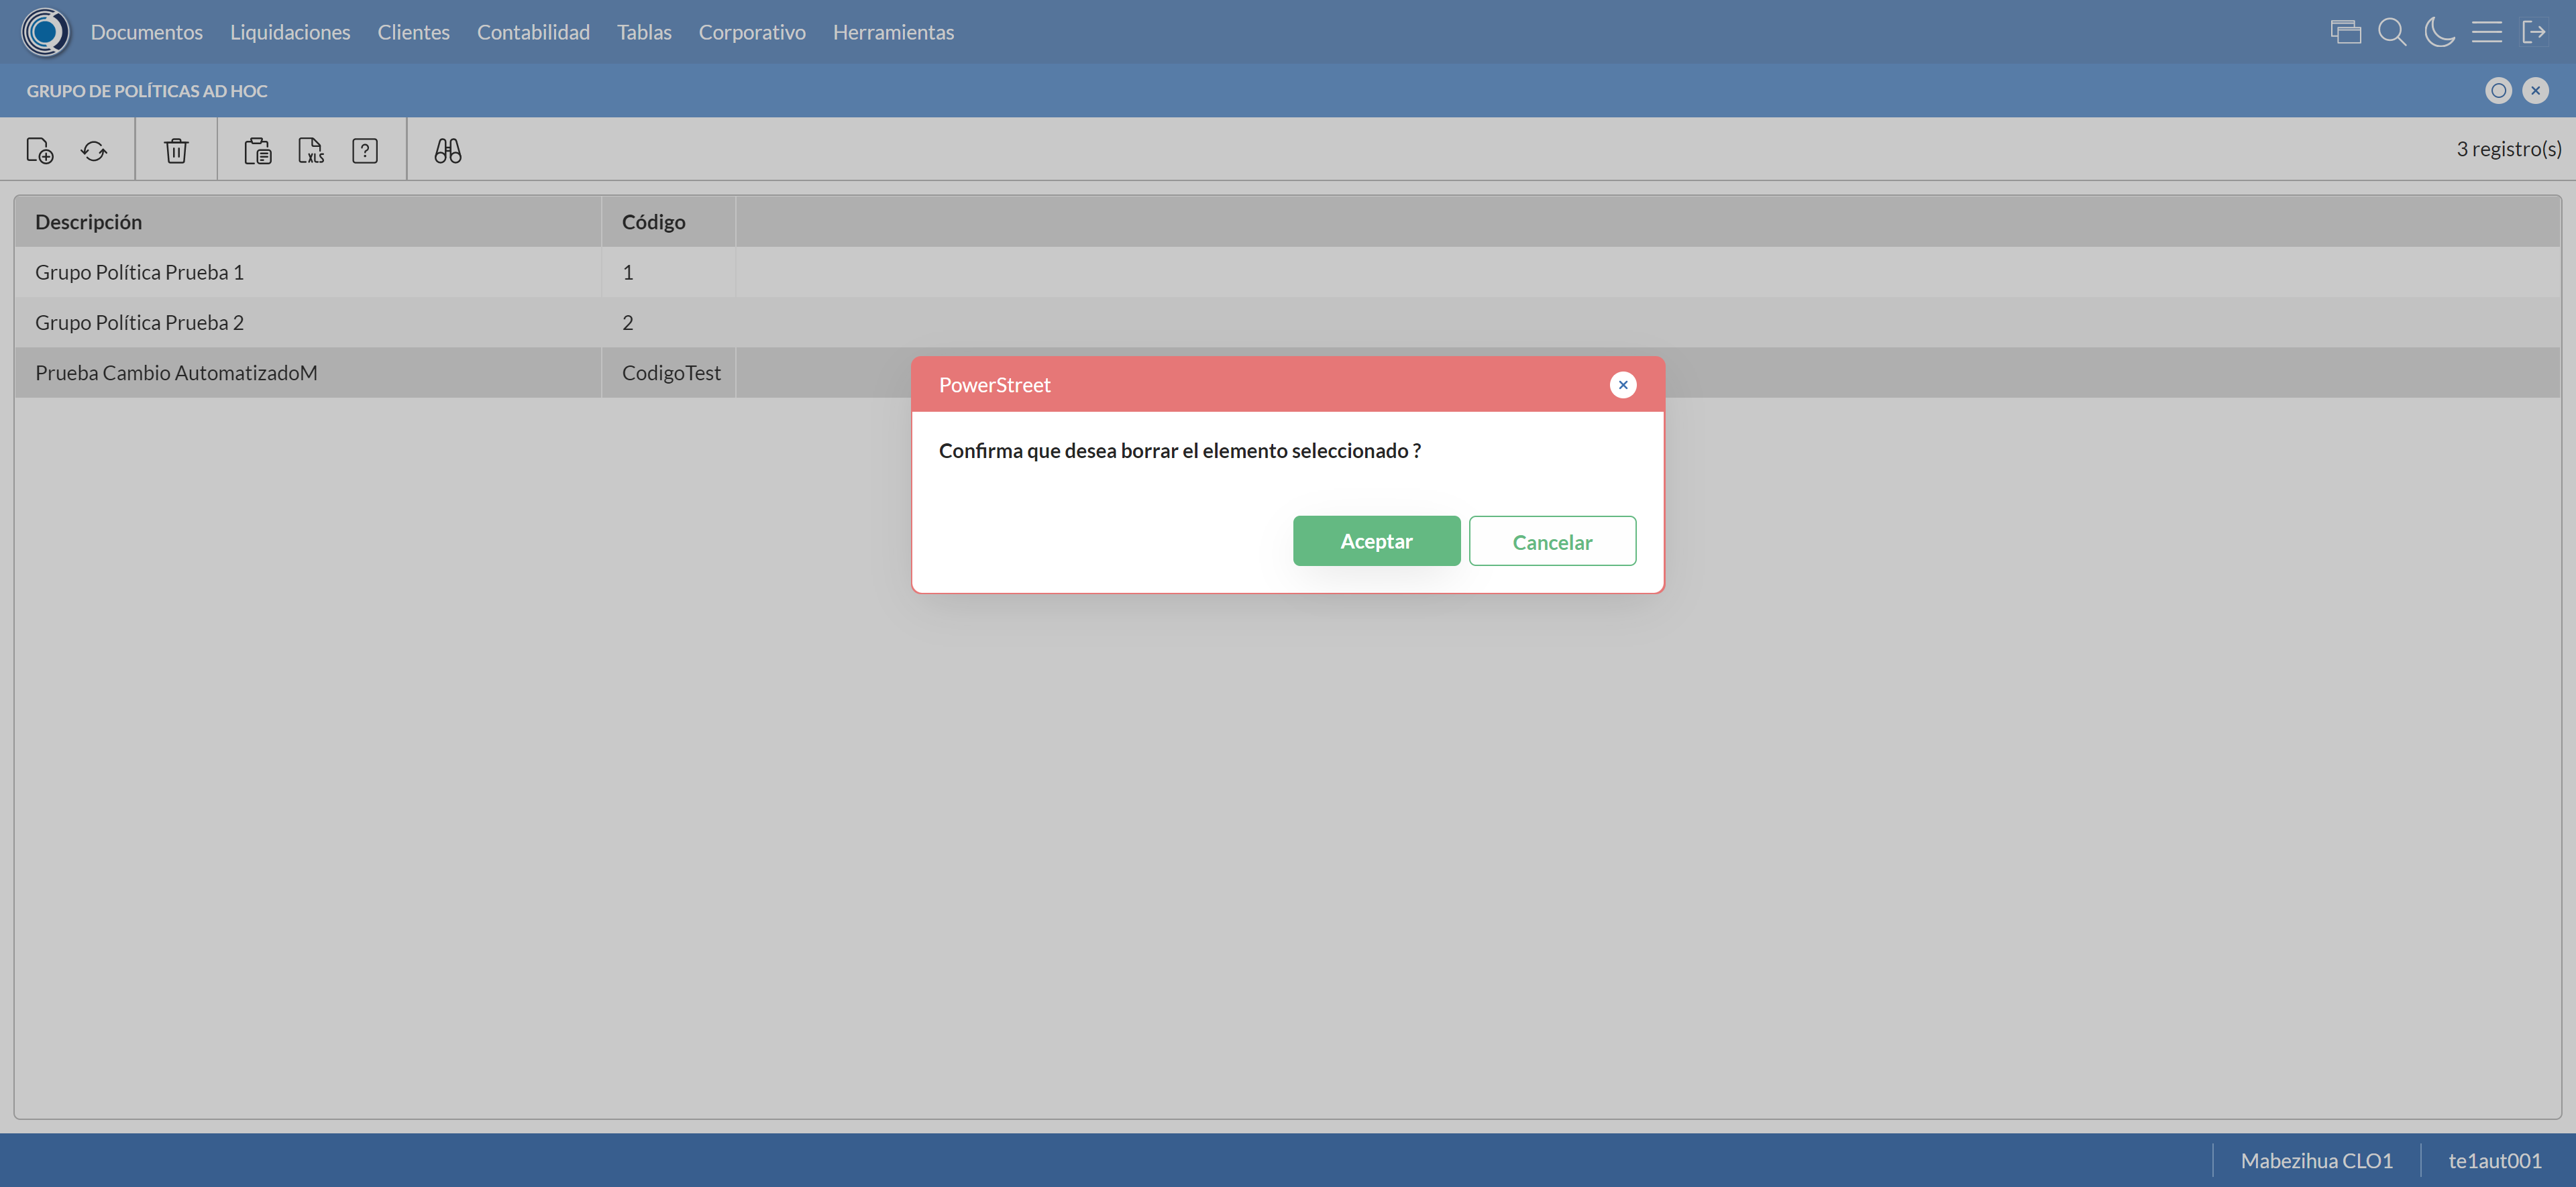 Documentos Liquidaciones Clientes Contabilidad Tablas Corporativo Herramientas
GRUPO DE POLÍTICAS AD HOC
XLS ? 3 registro(s)
Descripción Código
Grupo Política Prueba 1 1
Grupo Política Prueba 2 2
Prueba Cambio AutomatizadoM CodigoTest
PowerStreet
Confirma que desea borrar el elemento seleccionado ?
Aceptar Cancelar
Mabezihua CLO1 te1aut001